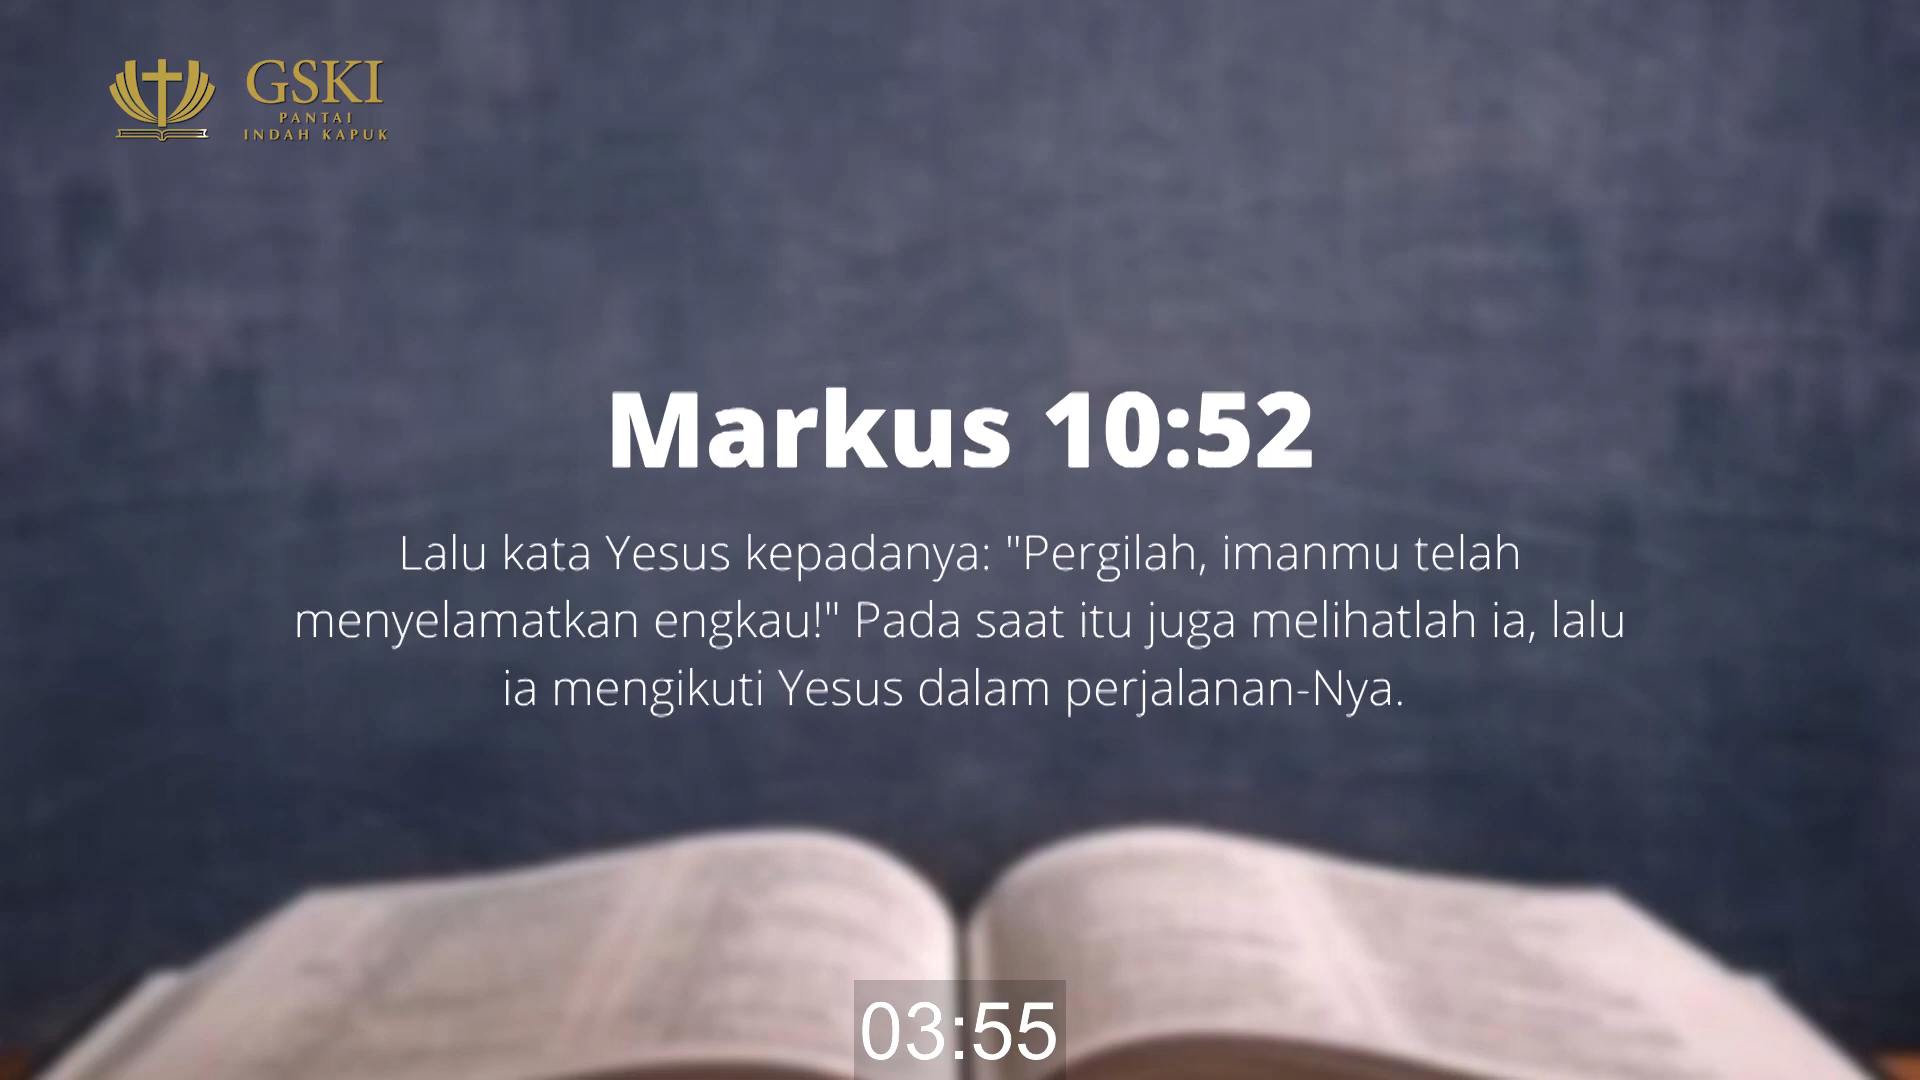 GSKI
PANTAI
INDAH KAPUK
Markus 10:52
Lalu kata Yesus kepadanya: "Pergilah, imanmu telah
menyelamatkan engkau!" Pada saat itu juga melihatlah ia, lalu
ia mengikuti Yesus dalam perjalanan-Nya.
03:55